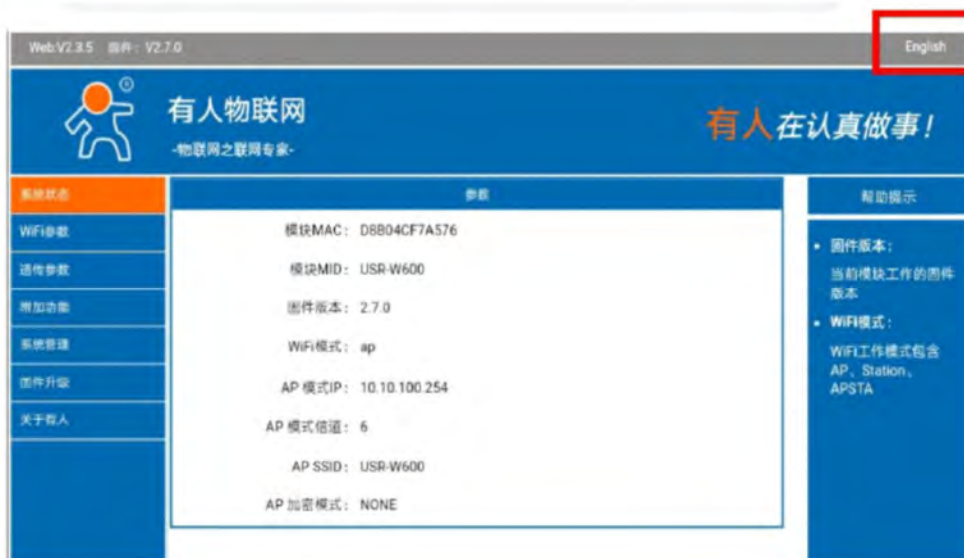 Web:V2.3.5 固件：V2.7.0
English
有人物联网
-物联网之联网专家-
有人在认真做事！
系统状态
WiFi参数
透传参数
附加功能
系统管理
固件升级
关于有人
参数
模块MAC： D8B04CF7A576
模块MID： USR-W600
固件版本： 2.7.0
WiFi模式： ap
AP 模式IP： 10.10.100.254
AP 模式信道： 6
AP SSID： USR-W600
AP 加密模式： NONE
帮助提示
• 固件版本：
当前模块工作的固件
版本
• WiFi模式：
WiFi工作模式包含
AP、Station、
APSTA